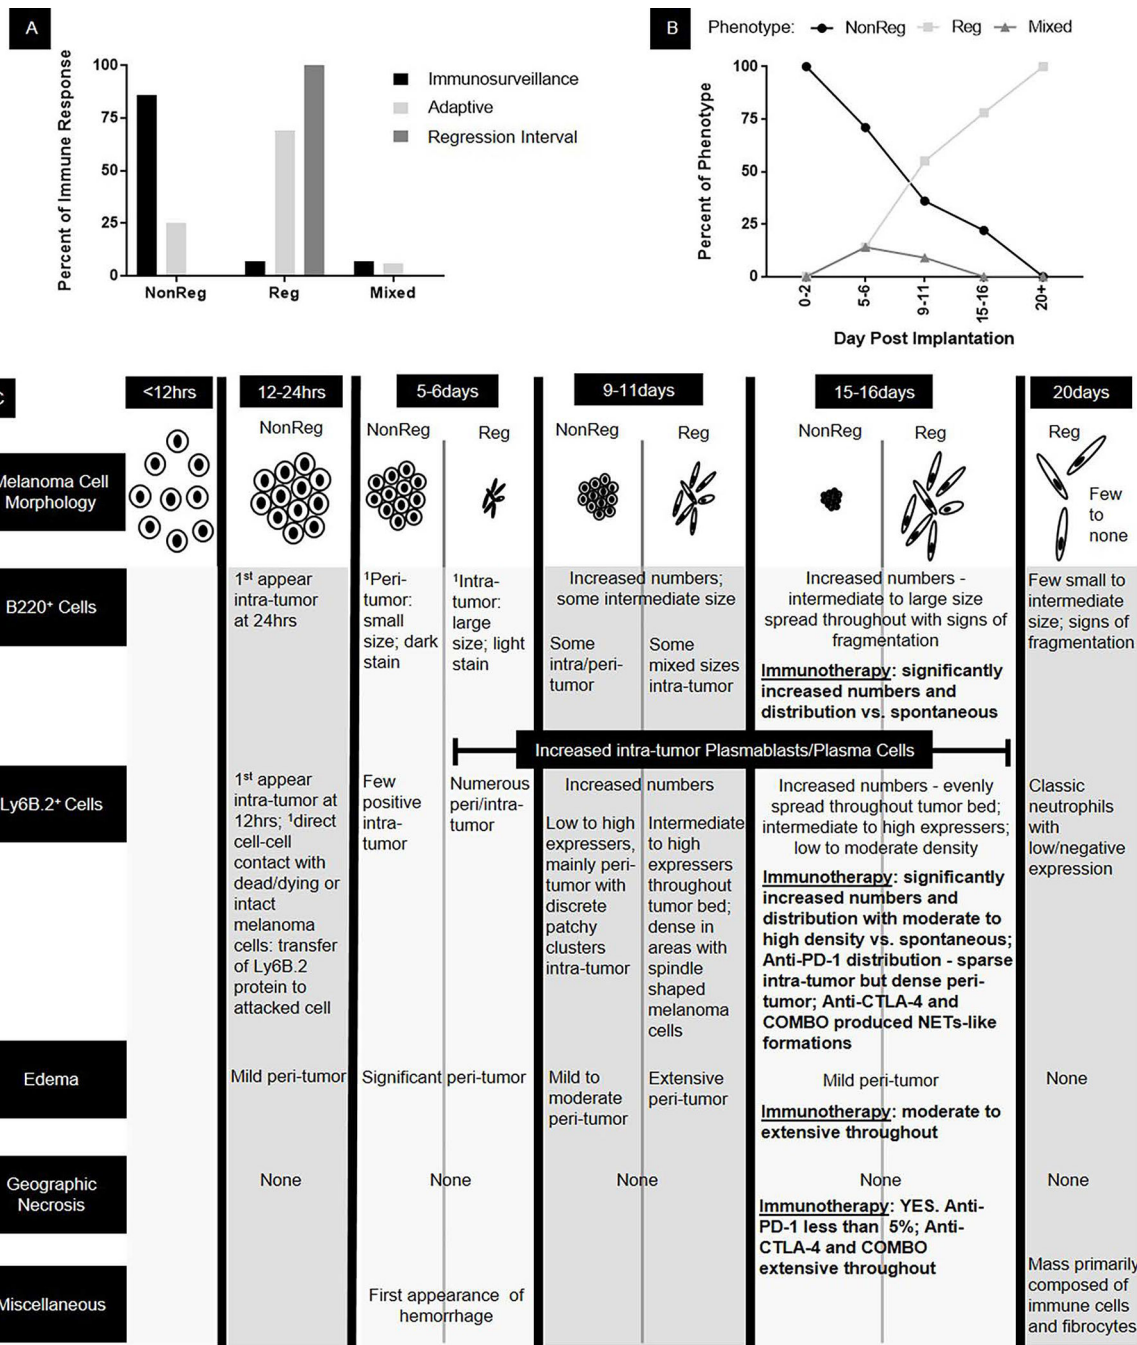 A
Percent of Immune Response
100
75
50
25
0
NonReg
Reg
Mixed
Immunosurveillance
Adaptive
Regression Interval
B
Phenotype: NonReg Reg Mixed
Percent of Phenotype
100
75
50
25
0
0-2
5-6
9-11
15-16
20+
Day Post Implantation
C
<12hrs
12-24hrs
5-6days
9-11days
15-16days
20days
NonReg
NonReg
Reg
NonReg
Reg
NonReg
Reg
Reg
Melanoma Cell
Morphology
Few
to
none
B220⁺ Cells
1ˢᵗ appear
intra-tumor
at 24hrs
¹Peri-
tumor:
small
size; dark
stain
¹Intra-
tumor:
large
size; light
stain
Increased numbers;
some intermediate size
Some
intra/peri-
tumor
Some
mixed sizes
intra-tumor
Increased numbers -
intermediate to large size
spread throughout with signs of
fragmentation
Immunotherapy: significantly
increased numbers and
distribution vs. spontaneous
Few small to
intermediate
size; signs of
fragmentation
Increased intra-tumor Plasmablasts/Plasma Cells
Ly6B.2⁺ Cells
1ˢᵗ appear
intra-tumor at
12hrs; ¹direct
cell-cell
contact with
dead/dying or
intact
melanoma
cells: transfer
of Ly6B.2
protein to
attacked cell
Few
positive
intra-
tumor
Numerous
peri/intra-
tumor
Increased numbers
Low to high
expressers,
mainly peri-
tumor with
discrete
patchy
clusters
intra-tumor
Intermediate
to high
expressers
throughout
tumor bed;
dense in
areas with
spindle
shaped
melanoma
cells
Increased numbers - evenly
spread throughout tumor bed;
intermediate to high expressers;
low to moderate density
Immunotherapy: significantly
increased numbers and
distribution with moderate to
high density vs. spontaneous;
Anti-PD-1 distribution - sparse
intra-tumor but dense peri-
tumor; Anti-CTLA-4 and
COMBO produced NETs-like
formations
Classic
neutrophils
with
low/negative
expression
Edema
Mild peri-tumor
Significant peri-tumor
Mild to
moderate
peri-tumor
Extensive
peri-tumor
Mild peri-tumor
Immunotherapy: moderate to
extensive throughout
None
Geographic
Necrosis
None
None
None
None
Immunotherapy: YES. Anti-
PD-1 less than 5%; Anti-
CTLA-4 and COMBO
extensive throughout
None
Miscellaneous
First appearance of
hemorrhage
Mass primarily
composed of
immune cells
and fibrocytes